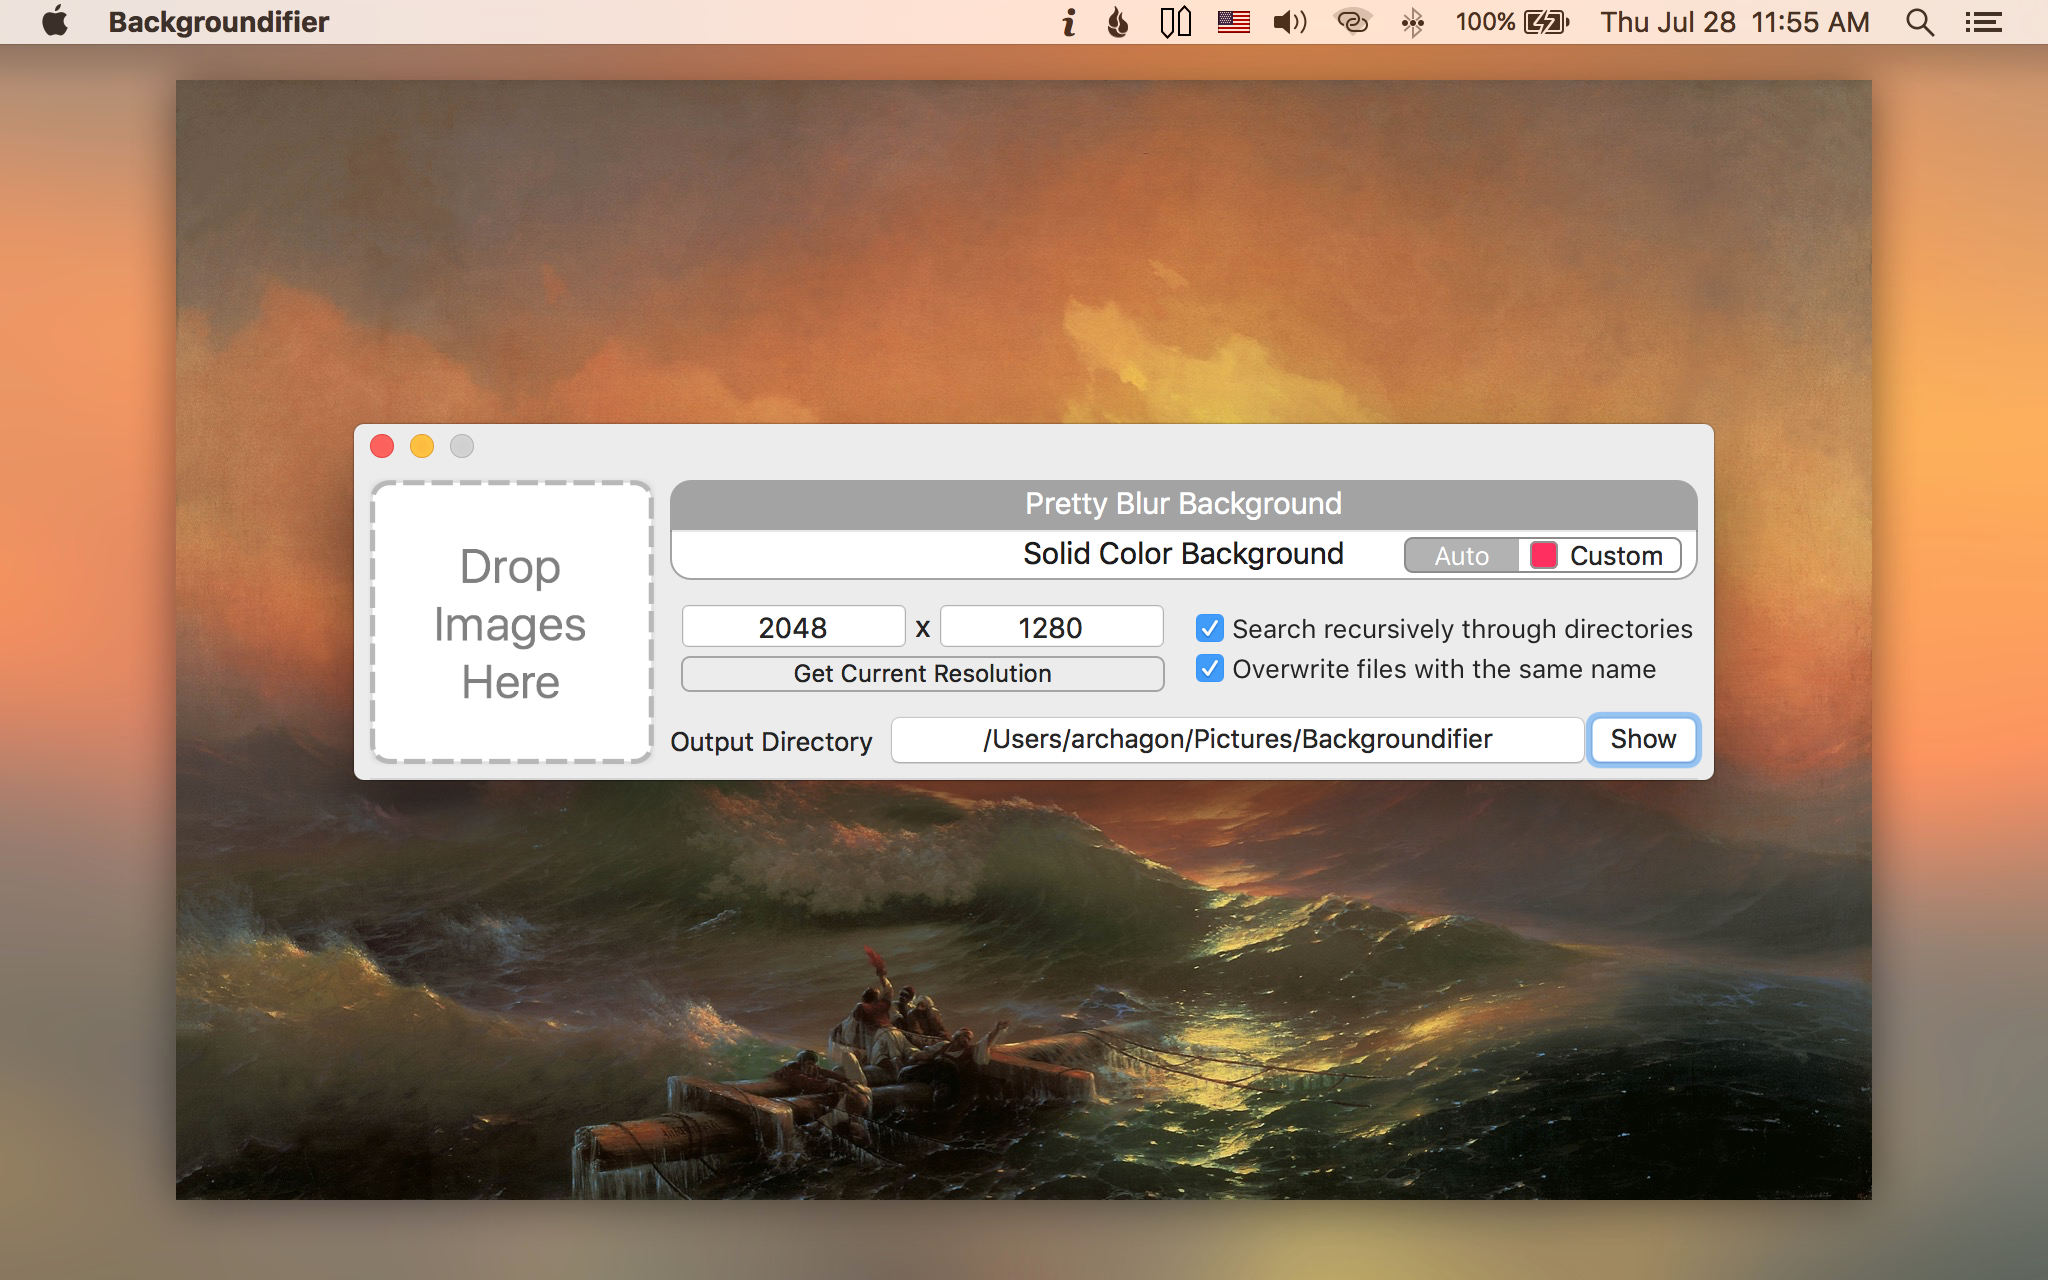 Backgroundifier
100%
Thu Jul 28 11:55 AM
Pretty Blur Background
Drop
Images
Here
Solid Color Background
Auto
Custom
2048 x 1280
Search recursively through directories
Get Current Resolution
Overwrite files with the same name
Output Directory
/Users/archagon/Pictures/Backgroundifier
Show